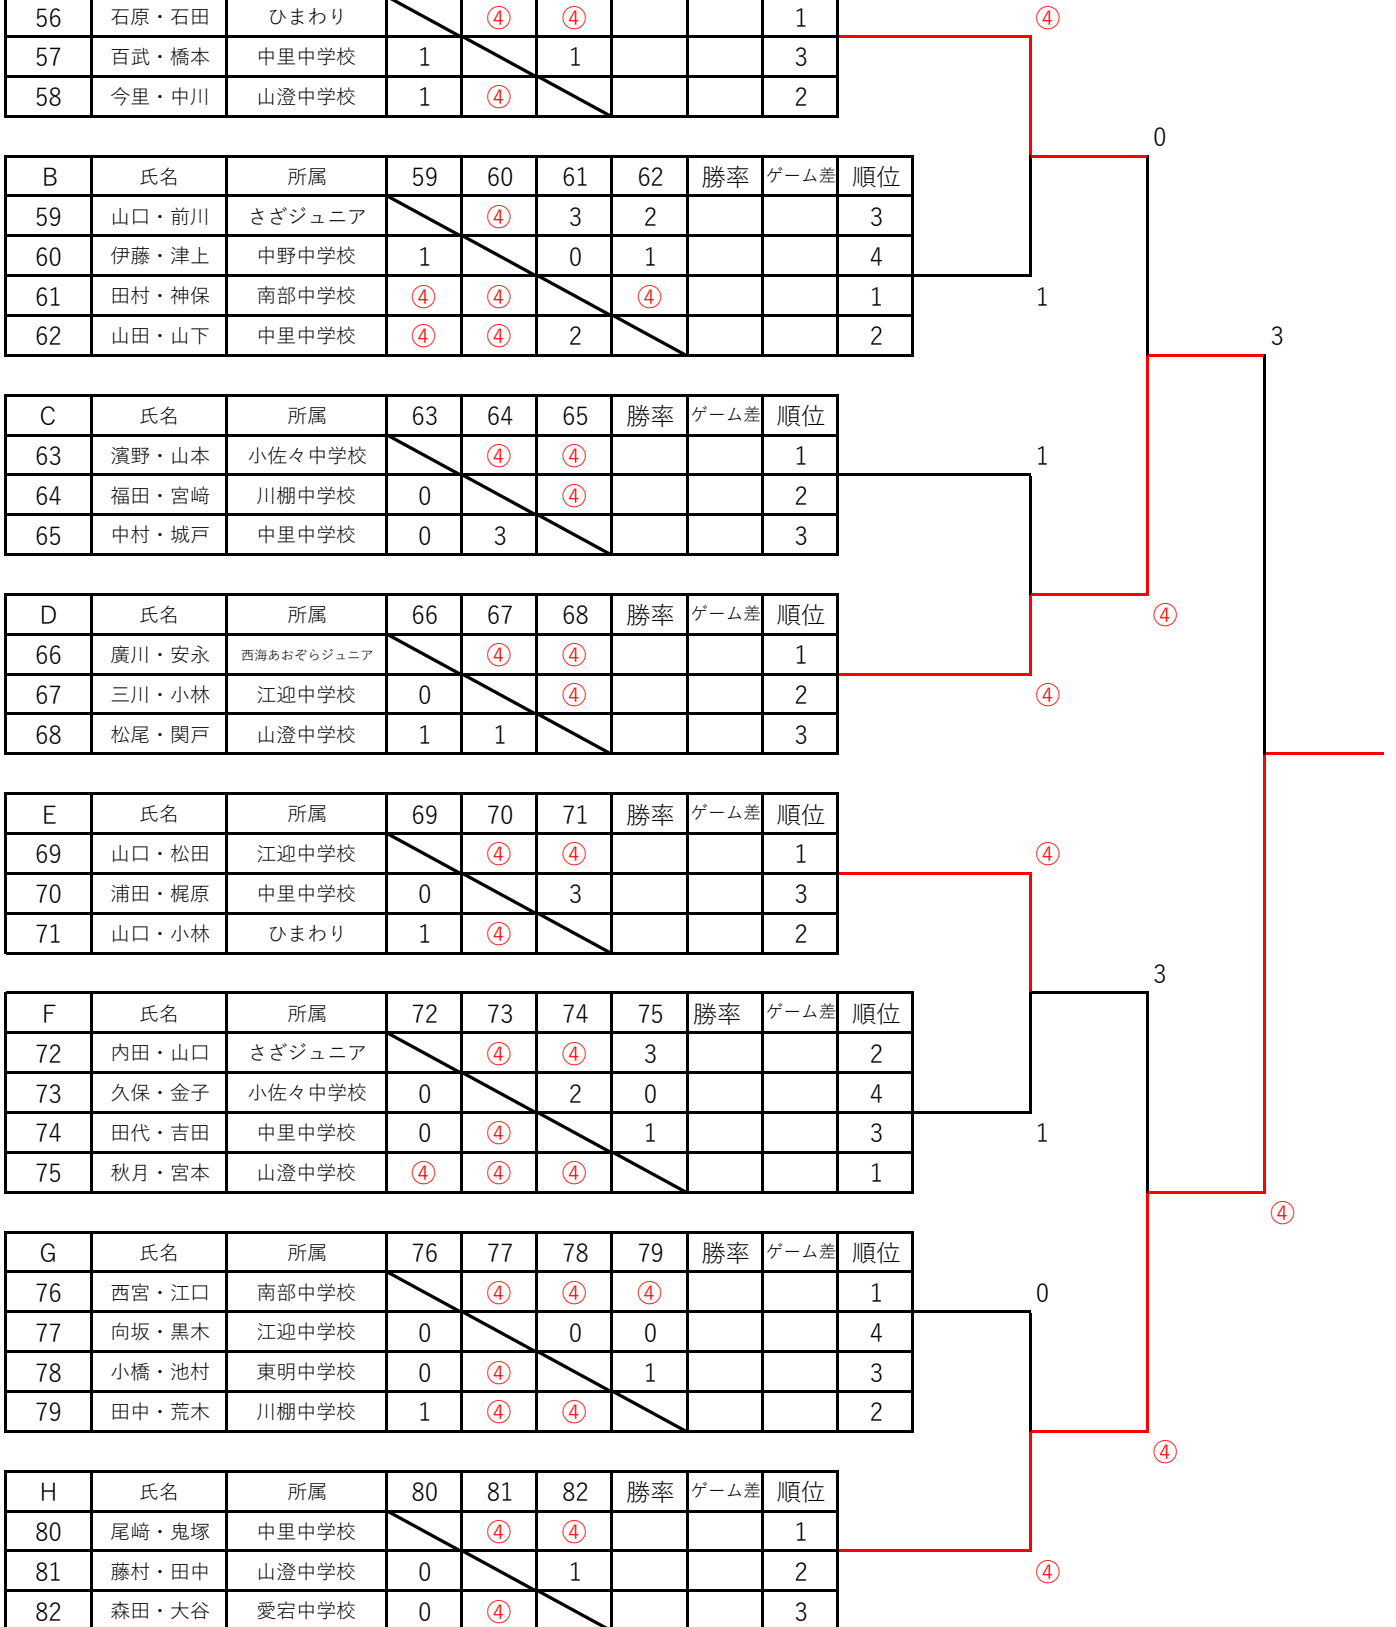 56 石原・石田 ひまわり ④ ④ 1 ④
57 百武・橋本 中里中学校 1 1 3
58 今里・中川 山澄中学校 1 ④ 2
0
B 氏名 所属 59 60 61 62 勝率 ゲーム差 順位
59 山口・前川 さざジュニア ④ 3 2 3
60 伊藤・津上 中野中学校 1 0 1 4
61 田村・神保 南部中学校 ④ ④ ④ 1 1
62 山田・山下 中里中学校 ④ ④ 2 2 3
C 氏名 所属 63 64 65 勝率 ゲーム差 順位
63 濱野・山本 小佐々中学校 ④ ④ 1 1
64 福田・宮﨑 川棚中学校 0 ④ 2
65 中村・城戸 中里中学校 0 3 3
D 氏名 所属 66 67 68 勝率 ゲーム差 順位 ④
66 廣川・安永 西海あおぞらジュニア ④ ④ 1
67 三川・小林 江迎中学校 0 ④ 2 ④
68 松尾・関戸 山澄中学校 1 1 3
E 氏名 所属 69 70 71 勝率 ゲーム差 順位
69 山口・松田 江迎中学校 ④ ④ 1 ④
70 浦田・梶原 中里中学校 0 3 3
71 山口・小林 ひまわり 1 ④ 2
3
F 氏名 所属 72 73 74 75 勝率 ゲーム差 順位
72 内田・山口 さざジュニア ④ ④ 3 2
73 久保・金子 小佐々中学校 0 2 0 4
74 田代・吉田 中里中学校 0 ④ 1 3 1
75 秋月・宮本 山澄中学校 ④ ④ ④ 1
④
G 氏名 所属 76 77 78 79 勝率 ゲーム差 順位
76 西宮・江口 南部中学校 ④ ④ ④ 1 0
77 向坂・黒木 江迎中学校 0 0 0 4
78 小橋・池村 東明中学校 0 ④ 1 3
79 田中・荒木 川棚中学校 1 ④ ④ 2
④
H 氏名 所属 80 81 82 勝率 ゲーム差 順位
80 尾﨑・鬼塚 中里中学校 ④ ④ 1
81 藤村・田中 山澄中学校 0 1 2 ④
82 森田・大谷 愛宕中学校 0 ④ 3